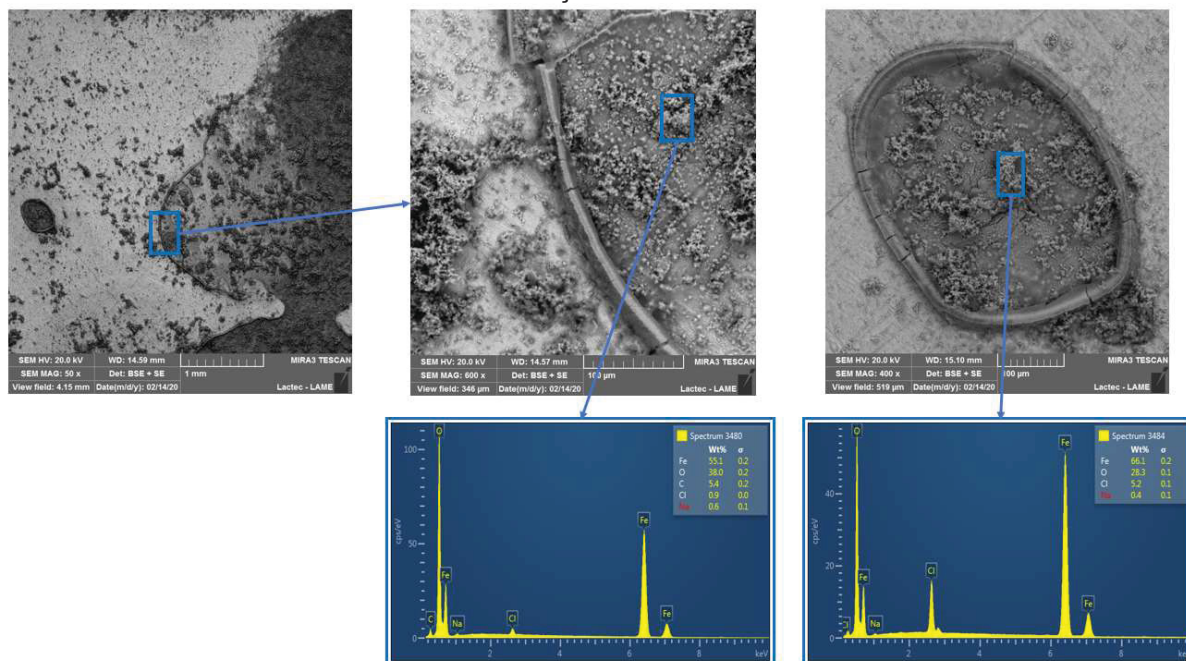 SEM HV: 20.0 kV WD: 14.59 mm MIRA3 TESCAN
SEM MAG: 50 x Det: BSE + SE 1 mm
View field: 4.15 mm Date(m/d/y): 02/14/20 Lactec - LAME
SEM HV: 20.0 kV WD: 14.57 mm MIRA3 TESCAN
SEM MAG: 600 x Det: BSE + SE 100 µm
View field: 346 µm Date(m/d/y): 02/14/20 Lactec - LAME
SEM HV: 20.0 kV WD: 15.10 mm MIRA3 TESCAN
SEM MAG: 400 x Det: BSE + SE 100 µm
View field: 519 µm Date(m/d/y): 02/14/20 Lactec - LAME
Spectrum 3480
Wt% σ
Fe 55.1 0.2
O 38.0 0.2
C 5.4 0.2
Cl 0.9 0.0
Na 0.6 0.1
cps/eV
100
50
0
O
Fe
C
Na
Cl
Fe
Fe
2 4 6 8 keV
Spectrum 3484
Wt% σ
Fe 66.1 0.2
O 28.3 0.1
Cl 5.2 0.1
Na 0.4 0.1
cps/eV
40
20
0
O
Fe
Cl
Na
Cl
Fe
Fe
2 4 6 8